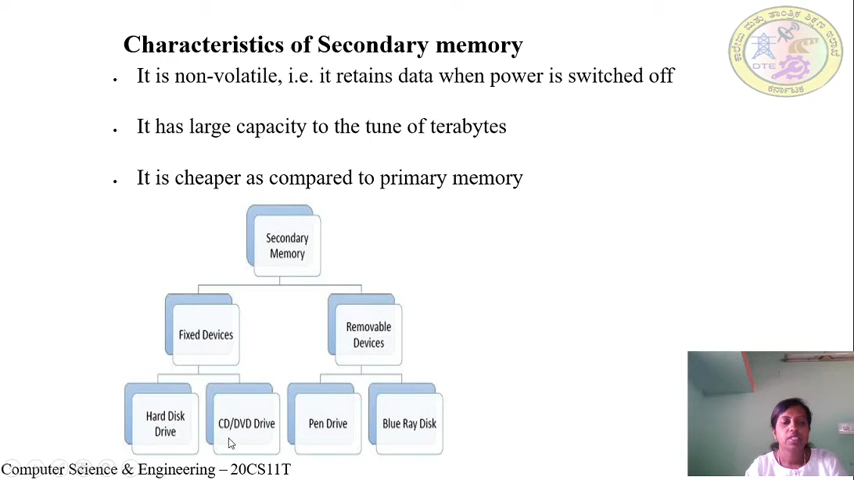 Characteristics of Secondary memory
It is non-volatile, i.e. it retains data when power is switched off
It has large capacity to the tune of terabytes
It is cheaper as compared to primary memory
Secondary
Memory
Fixed Devices
Removable
Devices
Hard Disk
Drive
CD/DVD Drive
Pen Drive
Blue Ray Disk
DTE
ಕರ್ನಾಟಕ
Computer Science & Engineering – 20CS11T